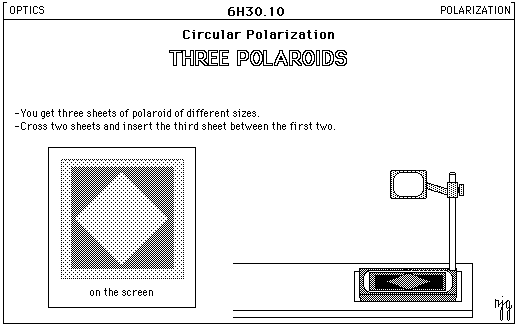 OPTICS 6H30.10 POLARIZATION
Circular Polarization
THREE POLAROIDS
-You get three sheets of polaroid of different sizes.
-Cross two sheets and insert the third sheet between the first two.
on the screen
njg